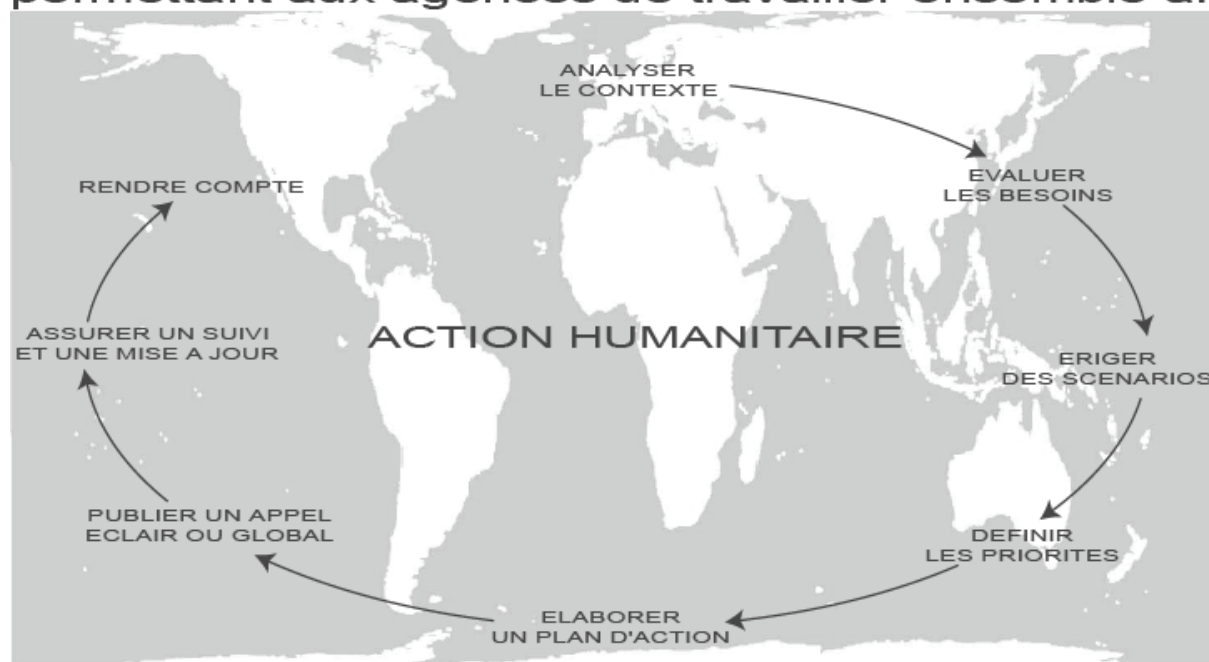 permettant aux agences de travailler ensemble
ANALYSER
LE CONTEXTE
EVALUER
LES BESOINS
ERIGER
DES SCENARIOS
DEFINIR
LES PRIORITES
ELABORER
UN PLAN D'ACTION
PUBLIER UN APPEL
ECLAIR OU GLOBAL
ASSURER UN SUIVI
ET UNE MISE A JOUR
RENDRE COMPTE
ACTION HUMANITAIRE